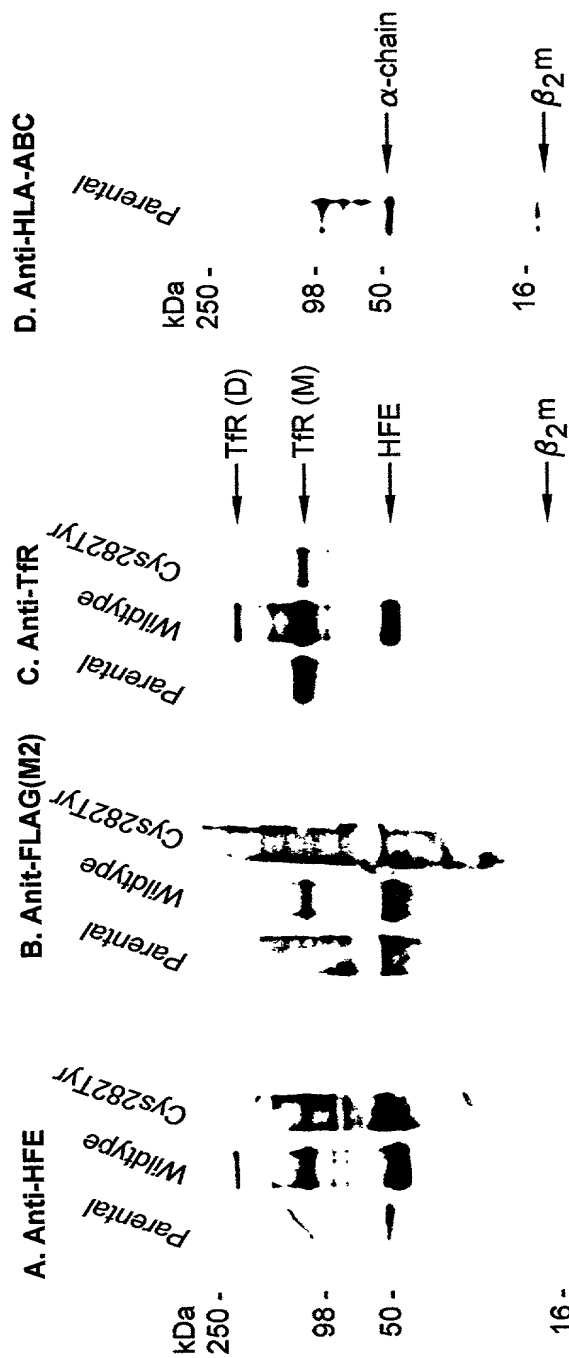 A. Anti-HFE
B. Anit-FLAG(M2)
C. Anti-TfR
D. Anti-HLA-ABC
Parental
Wildtype
Cys282Tyr
Parental
Wildtype
Cys282Tyr
Parental
Wildtype
Cys282Tyr
Parental
kDa
250 -
98 -
50 -
16 -
TfR (D)
TfR (M)
HFE
β2m
kDa
250 -
98 -
50 -
16 -
α-chain
β2m